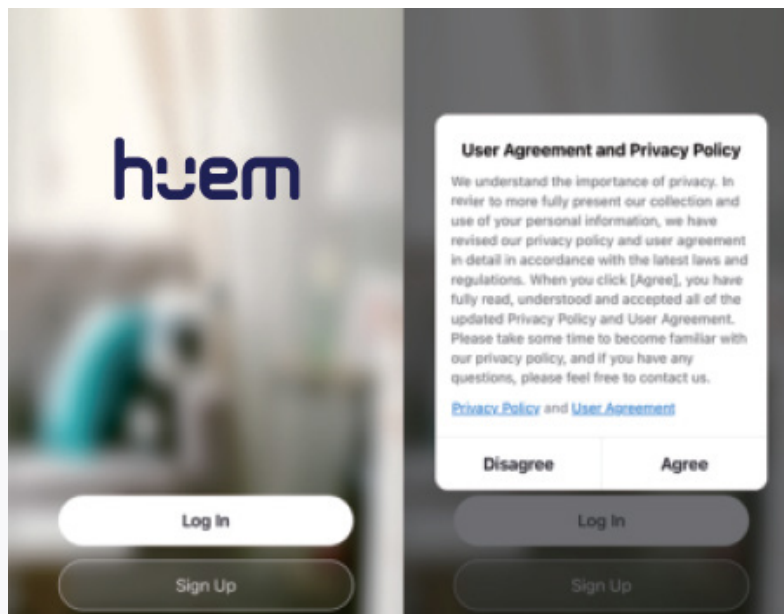 huem
Log In
Sign Up
User Agreement and Privacy Policy
We understand the importance of privacy. In
revier to more fully present our collection and
use of your personal information, we have
revised our privacy policy and user agreement
in detail in accordance with the latest laws and
regulations. When you click [Agree], you have
fully read, understood and accepted all of the
updated Privacy Policy and User Agreement.
Please take some time to become familiar with
our privacy policy, and if you have any
questions, please feel free to contact us.
Privacy Policy and User Agreement
Disagree Agree
Log In
Sign Up